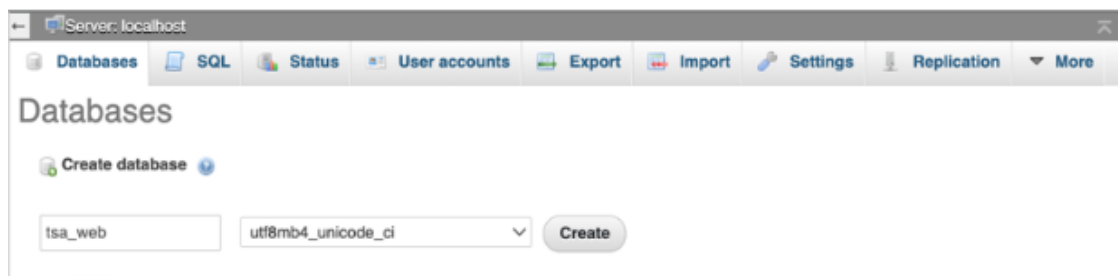 Server: localhost
Databases SQL Status User accounts Export Import Settings Replication More
Databases
Create database
tsa_web utf8mb4_unicode_ci Create